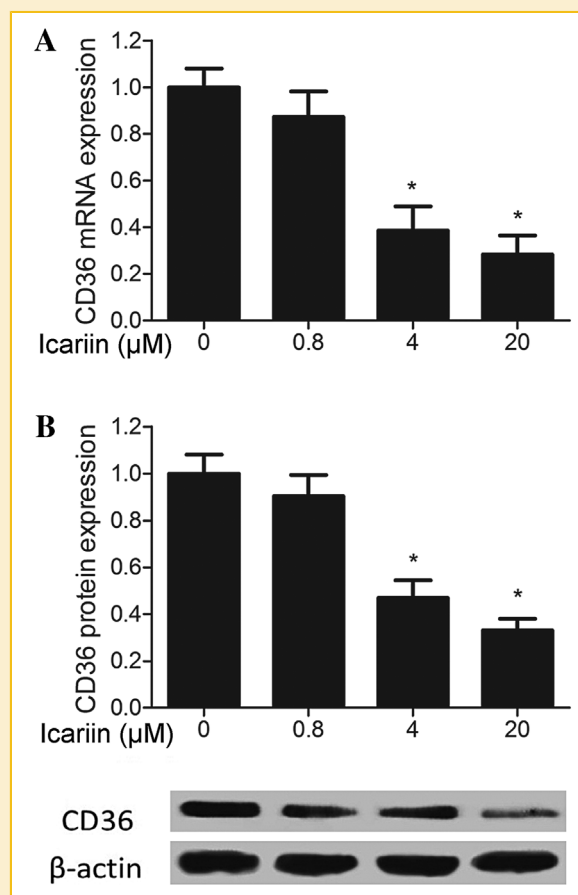 A
CD36 mRNA expression
1.2
1.0
0.8
0.6
0.4
0.2
0.0
* *
Icariin (μM) 0 0.8 4 20
B
CD36 protein expression
1.2
1.0
0.8
0.6
0.4
0.2
0.0
* *
Icariin (μM) 0 0.8 4 20
CD36
β-actin